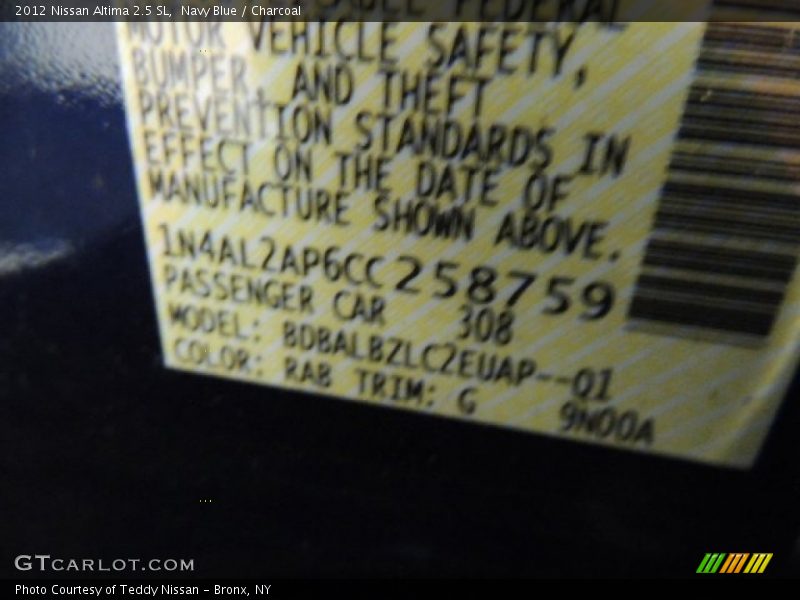 2012 Nissan Altima 2.5 SL, Navy Blue / Charcoal
FEDERAL
MOTOR VEHICLE SAFETY,
BUMPER, AND THEFT
PREVENTION STANDARDS IN
EFFECT ON THE DATE OF
MANUFACTURE SHOWN ABOVE.
1N4AL2AP6CC258759
PASSENGER CAR 308
MODEL: BDBALBZLC2EUAP--Q1
COLOR: RAB TRIM: G 9N00A
GTCARLOT.COM
Photo Courtesy of Teddy Nissan - Bronx, NY